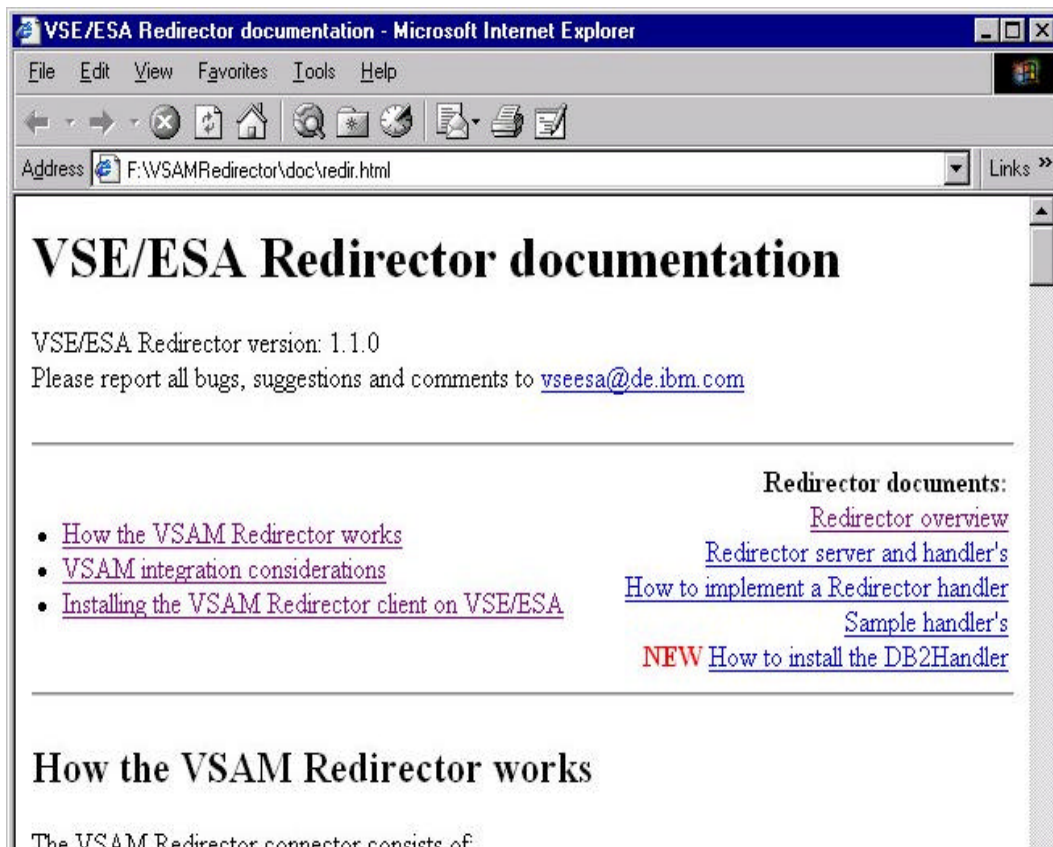 VSE/ESA Redirector documentation - Microsoft Internet Explorer
File Edit View Favorites Tools Help
Address F:\VSAMRedirector\doc\redir.html Links »
VSE/ESA Redirector documentation
VSE/ESA Redirector version: 1.1.0
Please report all bugs, suggestions and comments to vseesa@de.ibm.com
How the VSAM Redirector works
VSAM integration considerations
Installing the VSAM Redirector client on VSE/ESA
Redirector documents:
Redirector overview
Redirector server and handler's
How to implement a Redirector handler
Sample handler's
NEW How to install the DB2Handler
How the VSAM Redirector works
The VSAM Redirector connector consists of: